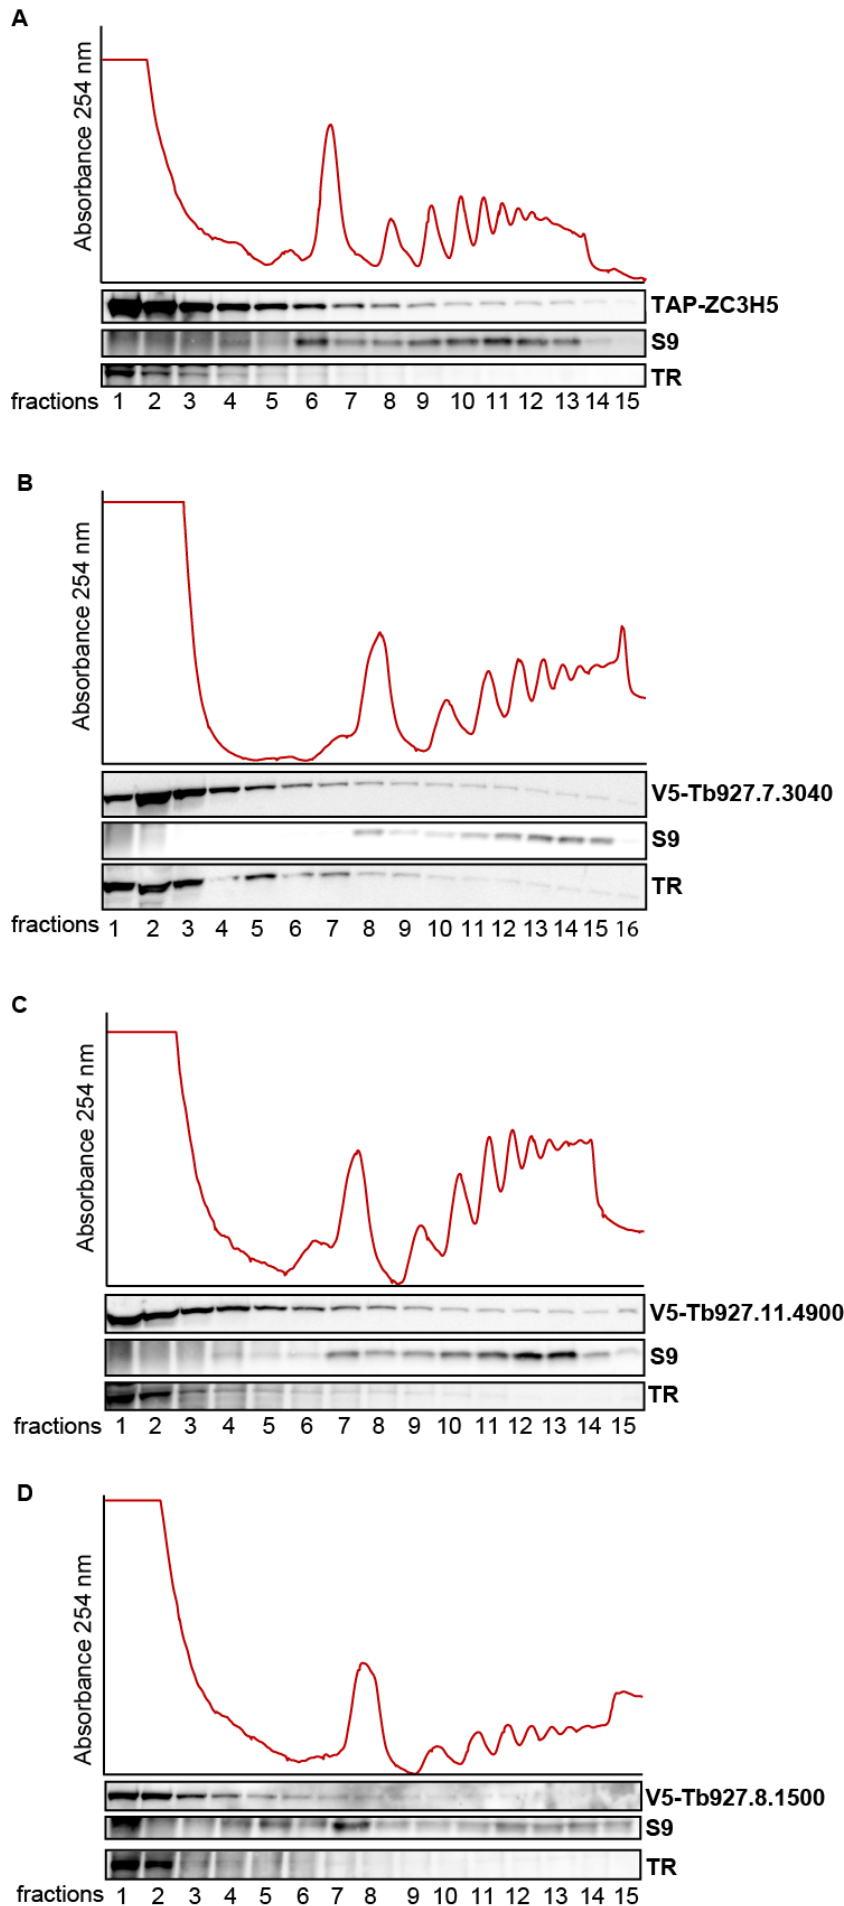 A
Absorbance 254 nm
TAP-ZC3H5
S9
TR
fractions 1 2 3 4 5 6 7 8 9 10 11 12 13 14 15
B
Absorbance 254 nm
V5-Tb927.7.3040
S9
TR
fractions 1 2 3 4 5 6 7 8 9 10 11 12 13 14 15 16
C
Absorbance 254 nm
V5-Tb927.11.4900
S9
TR
fractions 1 2 3 4 5 6 7 8 9 10 11 12 13 14 15
D
Absorbance 254 nm
V5-Tb927.8.1500
S9
TR
fractions 1 2 3 4 5 6 7 8 9 10 11 12 13 14 15